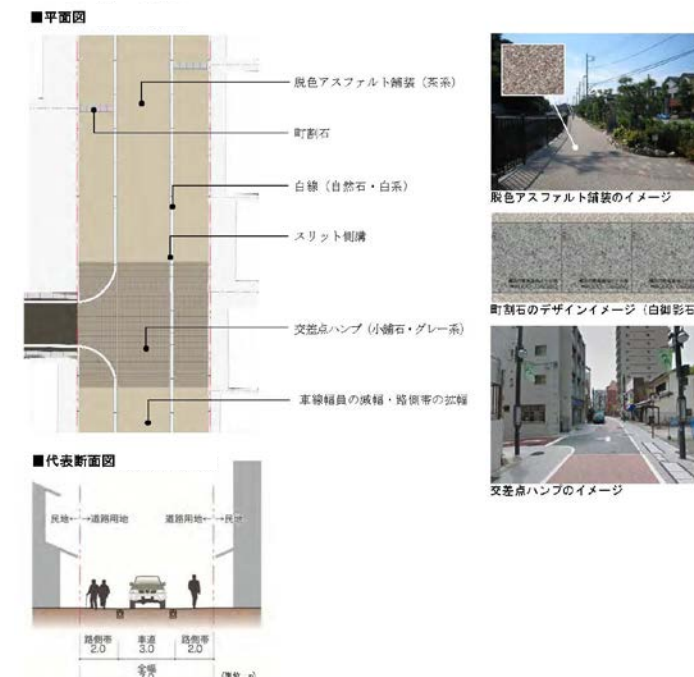 ■平面図
脱色アスファルト舗装（茶系）
町割石
白線（自然石・白系）
スリット側溝
交差点ハンプ（小舗石・グレー系）
車線幅員の減幅・路側帯の拡幅
脱色アスファルト舗装のイメージ
町割石のデザインイメージ（白御影石
交差点ハンプのイメージ
■代表断面図
民地←→道路用地 道路用地←→民地
路側帯 車道 路側帯
2.0 3.0 2.0
全幅